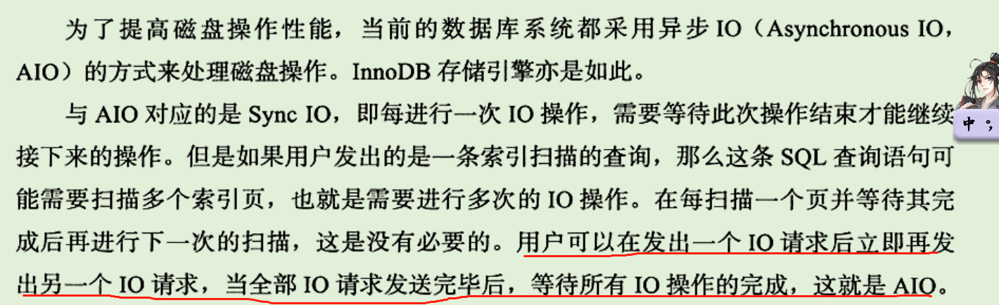 为了提高磁盘操作性能，当前的数据库系统都采用异步 IO（Asynchronous IO，
AIO）的方式来处理磁盘操作。InnoDB 存储引擎亦是如此。
与 AIO 对应的是 Sync IO，即每进行一次 IO 操作，需要等待此次操作结束才能继续
接下来的操作。但是如果用户发出的是一条索引扫描的查询，那么这条 SQL 查询语句可
能需要扫描多个索引页，也就是需要进行多次的 IO 操作。在每扫描一个页并等待其完
成后再进行下一次的扫描，这是没有必要的。用户可以在发出一个 IO 请求后立即再发
出另一个 IO 请求，当全部 IO 请求发送完毕后，等待所有 IO 操作的完成，这就是 AIO。
中 °，